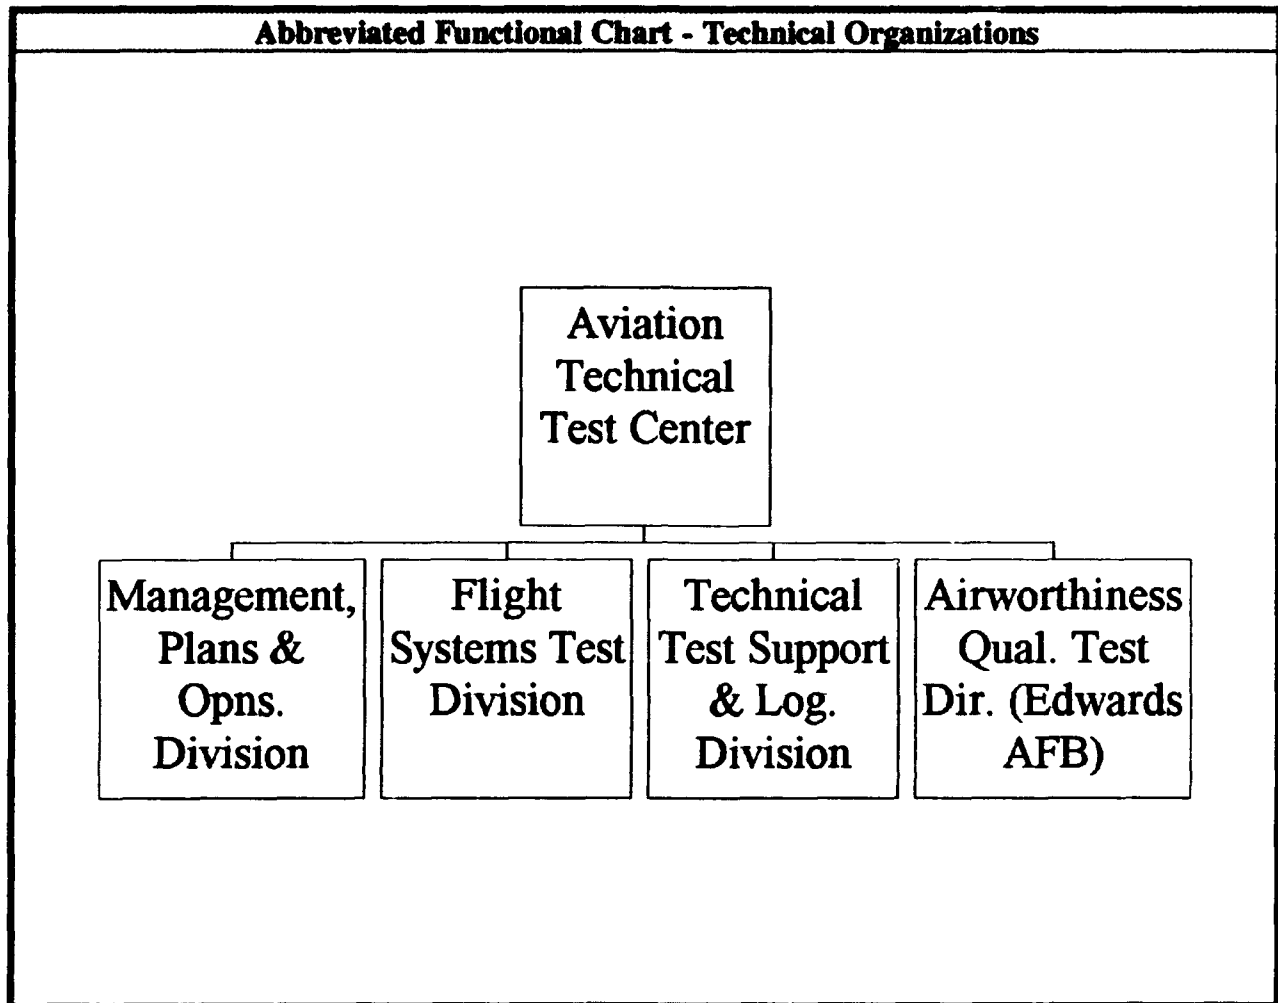 Abbreviated Functional Chart - Technical Organizations
Aviation
Technical
Test Center
Management,
Plans &
Opns.
Division
Flight
Systems Test
Division
Technical
Test Support
& Log.
Division
Airworthiness
Qual. Test
Dir. (Edwards
AFB)